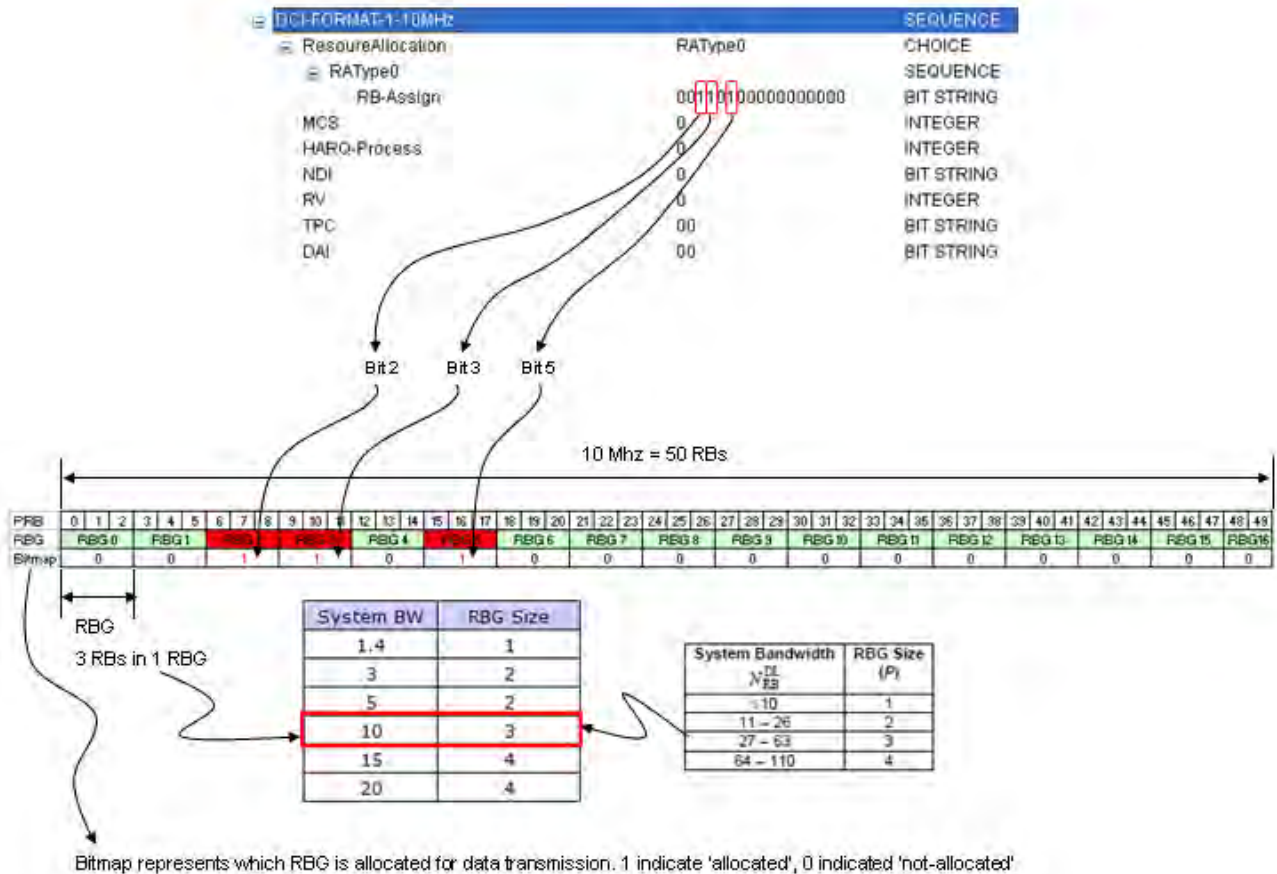 DCI-FORMAT-1-10MHz SEQUENCE
ResoureAllocation RAType0 CHOICE
RAType0 SEQUENCE
RB-Assign 00110100000000000 BIT STRING
MCS 0 INTEGER
HARQ-Process 0 INTEGER
NDI 0 BIT STRING
RV 0 INTEGER
TPC 00 BIT STRING
DAI 00 BIT STRING
Bit2 Bit3 Bit5
10 Mhz = 50 RBs
PRB 0 1 2 3 4 5 6 7 8 9 10 11 12 13 14 15 16 17 18 19 20 21 22 23 24 25 26 27 28 29 30 31 32 33 34 35 36 37 38 39 40 41 42 43 44 45 46 47 48 49
RBG RBG 0 RBG 1 RBG 4 RBG 6 RBG 7 RBG 8 RBG 9 RBG 10 RBG 11 RBG 12 RBG 13 RBG 14 RBG 15 RBG16
Bitmap 0 0 1 1 0 1 0 0 0 0 0 0 0 0 0 0 0
RBG
3 RBs in 1 RBG
System BW RBG Size
1.4 1
3 2
5 2
10 3
15 4
20 4
System Bandwidth RBG Size
N_RB^DL (P)
≤10 1
11 – 26 2
27 – 63 3
64 – 110 4
Bitmap represents which RBG is allocated for data transmission. 1 indicate 'allocated', 0 indicated 'not-allocated'